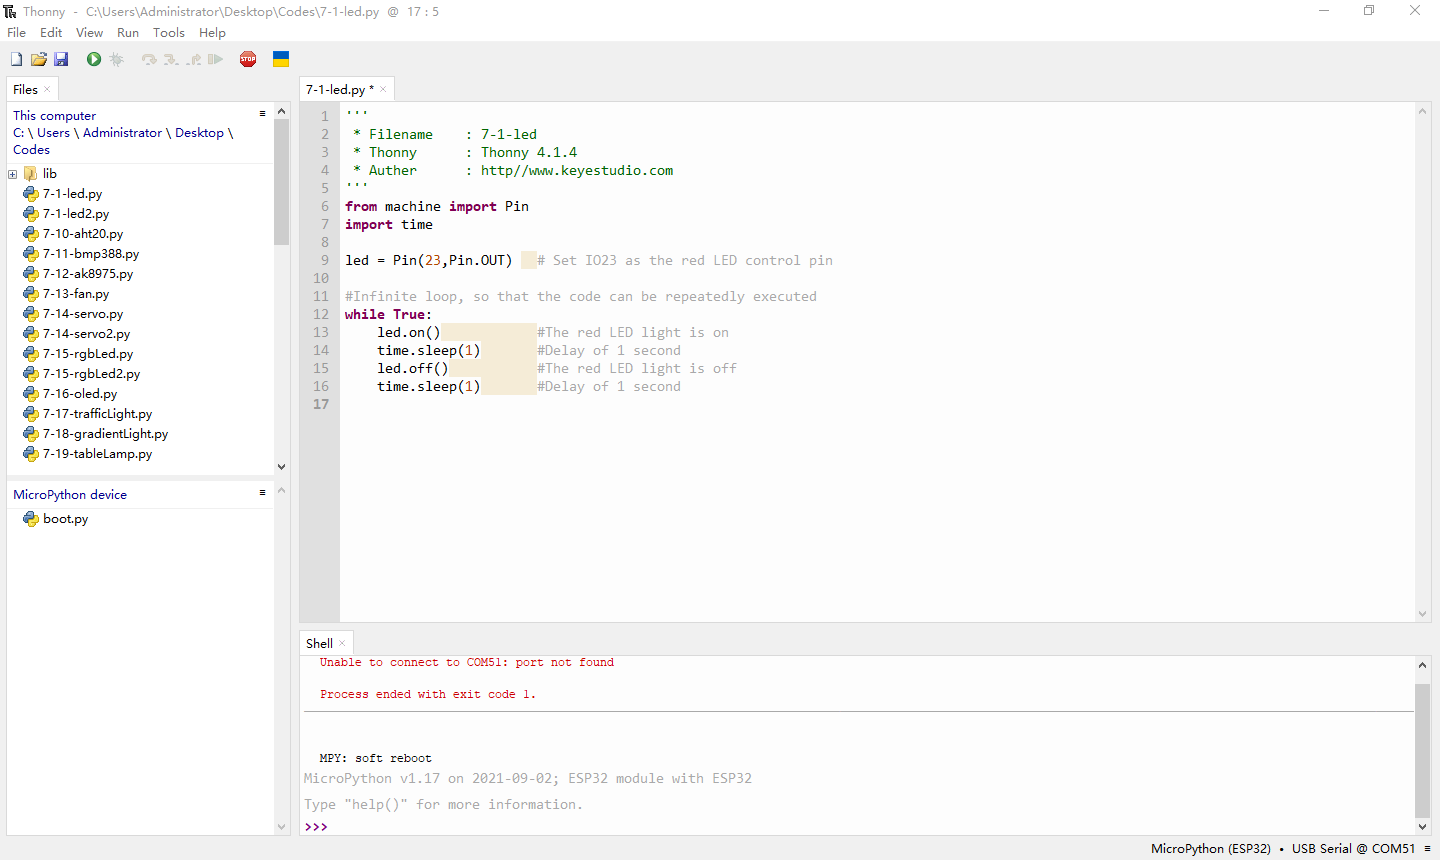 Thonny - C:\Users\Administrator\Desktop\Codes\7-1-led.py @ 17 : 5
File Edit View Run Tools Help
STOP
Files
This computer
C: \ Users \ Administrator \ Desktop \
Codes
lib
7-1-led.py
7-1-led2.py
7-10-aht20.py
7-11-bmp388.py
7-12-ak8975.py
7-13-fan.py
7-14-servo.py
7-14-servo2.py
7-15-rgbLed.py
7-15-rgbLed2.py
7-16-oled.py
7-17-trafficLight.py
7-18-gradientLight.py
7-19-tableLamp.py
MicroPython device
boot.py
7-1-led.py *
1 '''
2  * Filename    : 7-1-led
3  * Thonny      : Thonny 4.1.4
4  * Auther      : http//www.keyestudio.com
5 '''
6 from machine import Pin
7 import time
8
9 led = Pin(23,Pin.OUT)   # Set IO23 as the red LED control pin
10
11 #Infinite loop, so that the code can be repeatedly executed
12 while True:
13     led.on()            #The red LED light is on
14     time.sleep(1)       #Delay of 1 second
15     led.off()           #The red LED light is off
16     time.sleep(1)       #Delay of 1 second
17
Shell
Unable to connect to COM51: port not found
Process ended with exit code 1.
MPY: soft reboot
MicroPython v1.17 on 2021-09-02; ESP32 module with ESP32
Type "help()" for more information.
>>>
MicroPython (ESP32) • USB Serial @ COM51 ≡